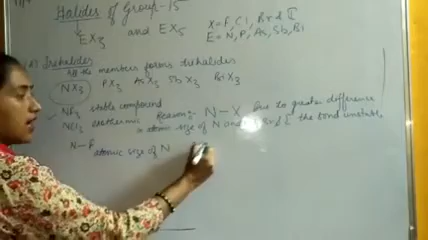 Halides of Group-15
EX3 and EX5 X=F, Cl, Br & I
E = N, P, As, Sb, Bi
a) Trihalides
All the members forms trihalides
NX3 PX3 AsX3 SbX3 BiX3
NF3 stable compound Reason:- N-X Due to greater difference
NCl3 exothermic in atomic size of N and the bond unstable
N-F atomic size of N